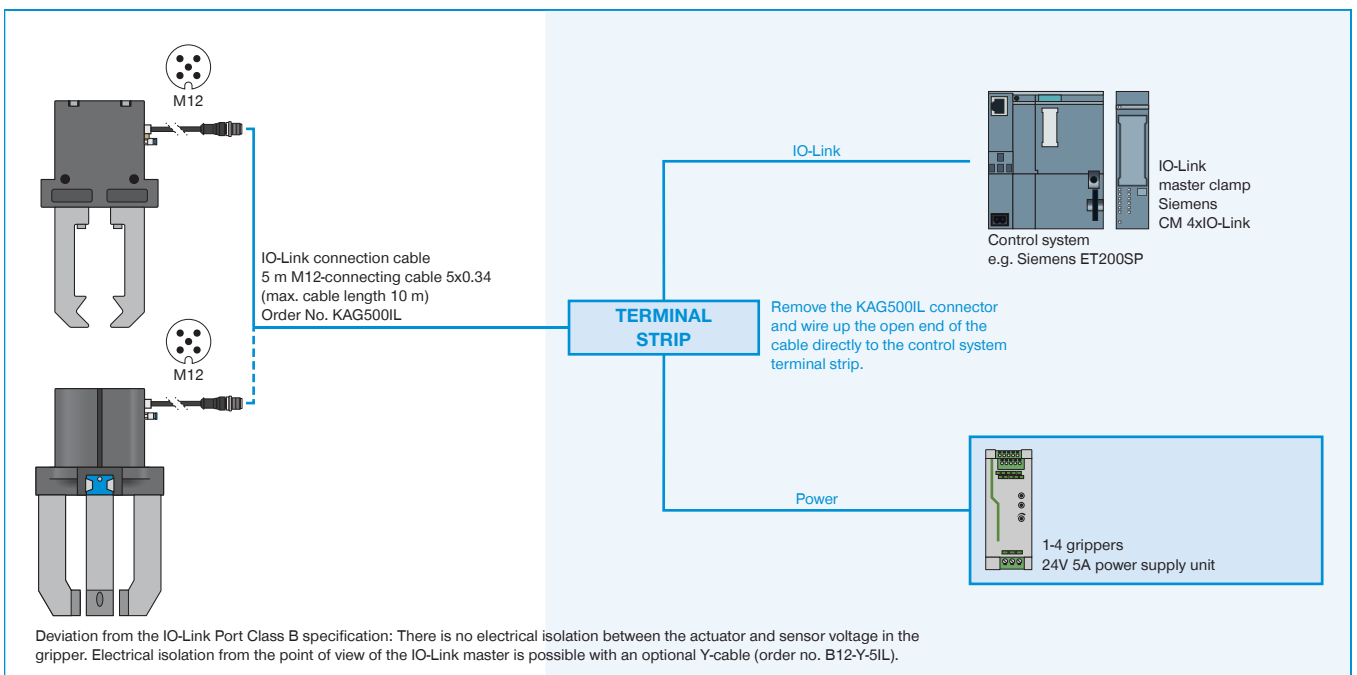 M12
IO-Link connection cable
5 m M12-connecting cable 5x0.34
(max. cable length 10 m)
Order No. KAG500IL
M12
TERMINAL
STRIP
Remove the KAG500IL connector
and wire up the open end of the
cable directly to the control system
terminal strip.
IO-Link
Control system
e.g. Siemens ET200SP
IO-Link
master clamp
Siemens
CM 4xIO-Link
Power
1-4 grippers
24V 5A power supply unit
Deviation from the IO-Link Port Class B specification: There is no electrical isolation between the actuator and sensor voltage in the
gripper. Electrical isolation from the point of view of the IO-Link master is possible with an optional Y-cable (order no. B12-Y-5IL).